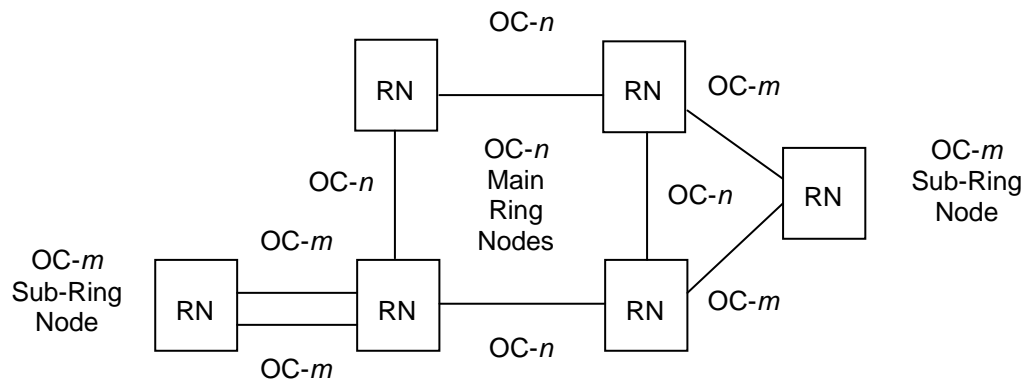 OC-n
RN
RN
OC-m
OC-n
Main
Ring
Nodes
OC-m
Sub-Ring
Node
OC-n
OC-n
RN
OC-m
OC-m
Sub-Ring
Node
RN
RN
RN
OC-m
OC-n
OC-m